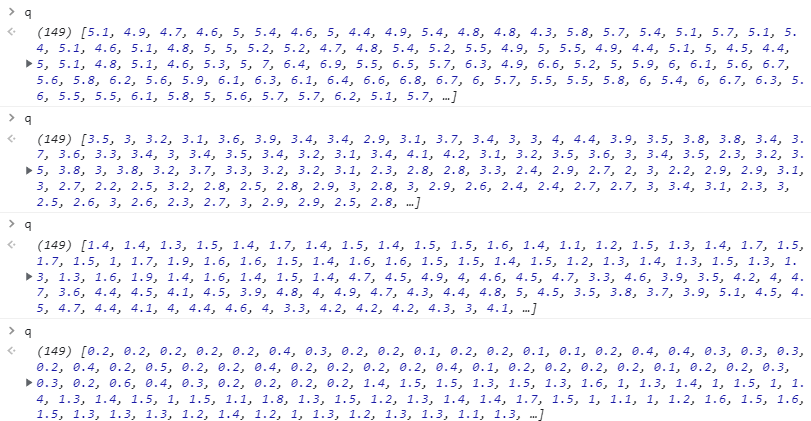 q
(149) [5.1, 4.9, 4.7, 4.6, 5, 5.4, 4.6, 5, 4.4, 4.9, 5.4, 4.8, 4.8, 4.3, 5.8, 5.7, 5.4, 5.1, 5.7, 5.1, 5.
4, 5.1, 4.6, 5.1, 4.8, 5, 5, 5.2, 5.2, 4.7, 4.8, 5.4, 5.2, 5.5, 4.9, 5, 5.5, 4.9, 4.4, 5.1, 5, 4.5, 4.4,
5, 5.1, 4.8, 5.1, 4.6, 5.3, 5, 7, 6.4, 6.9, 5.5, 6.5, 5.7, 6.3, 4.9, 6.6, 5.2, 5, 5.9, 6, 6.1, 5.6, 6.7,
5.6, 5.8, 6.2, 5.6, 5.9, 6.1, 6.3, 6.1, 6.4, 6.6, 6.8, 6.7, 6, 5.7, 5.5, 5.5, 5.8, 6, 5.4, 6, 6.7, 6.3, 5.
6, 5.5, 5.5, 6.1, 5.8, 5, 5.6, 5.7, 5.7, 6.2, 5.1, 5.7, …]
q
(149) [3.5, 3, 3.2, 3.1, 3.6, 3.9, 3.4, 3.4, 2.9, 3.1, 3.7, 3.4, 3, 3, 4, 4.4, 3.9, 3.5, 3.8, 3.8, 3.4, 3.
7, 3.6, 3.3, 3.4, 3, 3.4, 3.5, 3.4, 3.2, 3.1, 3.4, 4.1, 4.2, 3.1, 3.2, 3.5, 3.6, 3, 3.4, 3.5, 2.3, 3.2, 3.
5, 3.8, 3, 3.8, 3.2, 3.7, 3.3, 3.2, 3.2, 3.1, 2.3, 2.8, 2.8, 3.3, 2.4, 2.9, 2.7, 2, 3, 2.2, 2.9, 2.9, 3.1,
3, 2.7, 2.2, 2.5, 3.2, 2.8, 2.5, 2.8, 2.9, 3, 2.8, 3, 2.9, 2.6, 2.4, 2.4, 2.7, 2.7, 3, 3.4, 3.1, 2.3, 3,
2.5, 2.6, 3, 2.6, 2.3, 2.7, 3, 2.9, 2.9, 2.5, 2.8, …]
q
(149) [1.4, 1.4, 1.3, 1.5, 1.4, 1.7, 1.4, 1.5, 1.4, 1.5, 1.5, 1.6, 1.4, 1.1, 1.2, 1.5, 1.3, 1.4, 1.7, 1.5,
1.7, 1.5, 1, 1.7, 1.9, 1.6, 1.6, 1.5, 1.4, 1.6, 1.6, 1.5, 1.5, 1.4, 1.5, 1.2, 1.3, 1.4, 1.3, 1.5, 1.3, 1.
3, 1.3, 1.6, 1.9, 1.4, 1.6, 1.4, 1.5, 1.4, 4.7, 4.5, 4.9, 4, 4.6, 4.5, 4.7, 3.3, 4.6, 3.9, 3.5, 4.2, 4, 4.
7, 3.6, 4.4, 4.5, 4.1, 4.5, 3.9, 4.8, 4, 4.9, 4.7, 4.3, 4.4, 4.8, 5, 4.5, 3.5, 3.8, 3.7, 3.9, 5.1, 4.5, 4.
5, 4.7, 4.4, 4.1, 4, 4.4, 4.6, 4, 3.3, 4.2, 4.2, 4.2, 4.3, 3, 4.1, …]
q
(149) [0.2, 0.2, 0.2, 0.2, 0.2, 0.4, 0.3, 0.2, 0.2, 0.1, 0.2, 0.2, 0.1, 0.1, 0.2, 0.4, 0.4, 0.3, 0.3, 0.3,
0.2, 0.4, 0.2, 0.5, 0.2, 0.2, 0.4, 0.2, 0.2, 0.2, 0.2, 0.4, 0.1, 0.2, 0.2, 0.2, 0.2, 0.1, 0.2, 0.2, 0.3,
0.3, 0.2, 0.6, 0.4, 0.3, 0.2, 0.2, 0.2, 0.2, 1.4, 1.5, 1.5, 1.3, 1.5, 1.3, 1.6, 1, 1.3, 1.4, 1, 1.5, 1, 1.
4, 1.3, 1.4, 1.5, 1, 1.5, 1.1, 1.8, 1.3, 1.5, 1.2, 1.3, 1.4, 1.4, 1.7, 1.5, 1, 1.1, 1, 1.2, 1.6, 1.5, 1.6,
1.5, 1.3, 1.3, 1.3, 1.2, 1.4, 1.2, 1, 1.3, 1.2, 1.3, 1.3, 1.1, 1.3, …]